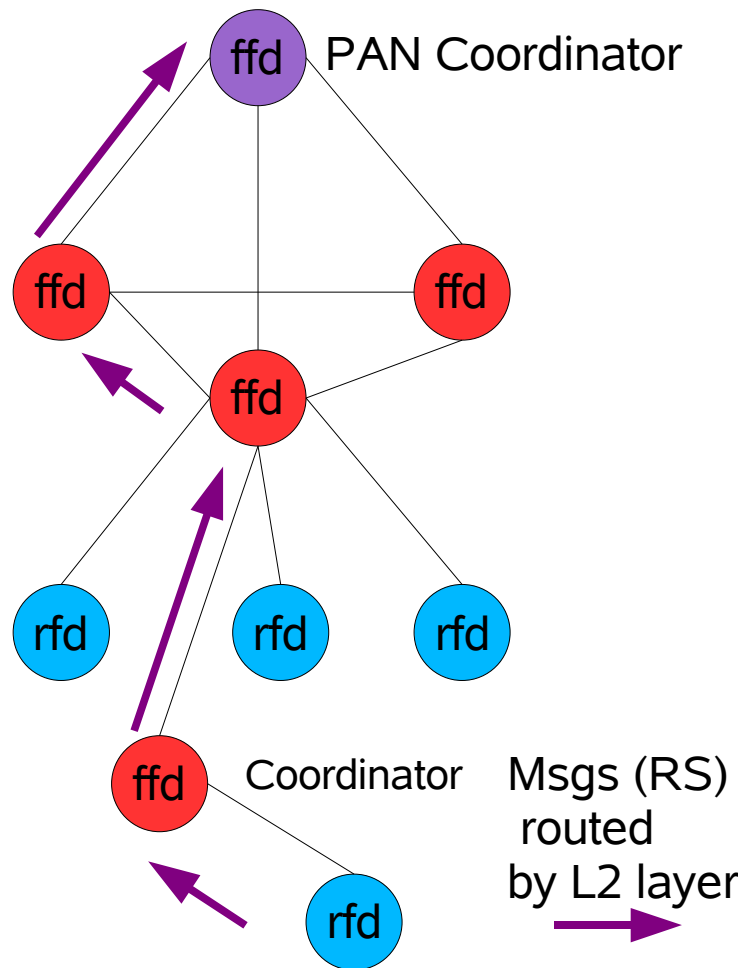 ffd
PAN Coordinator
ffd
ffd
ffd
rfd
rfd
rfd
ffd
Coordinator
Msgs (RS)
routed
by L2 layer
rfd